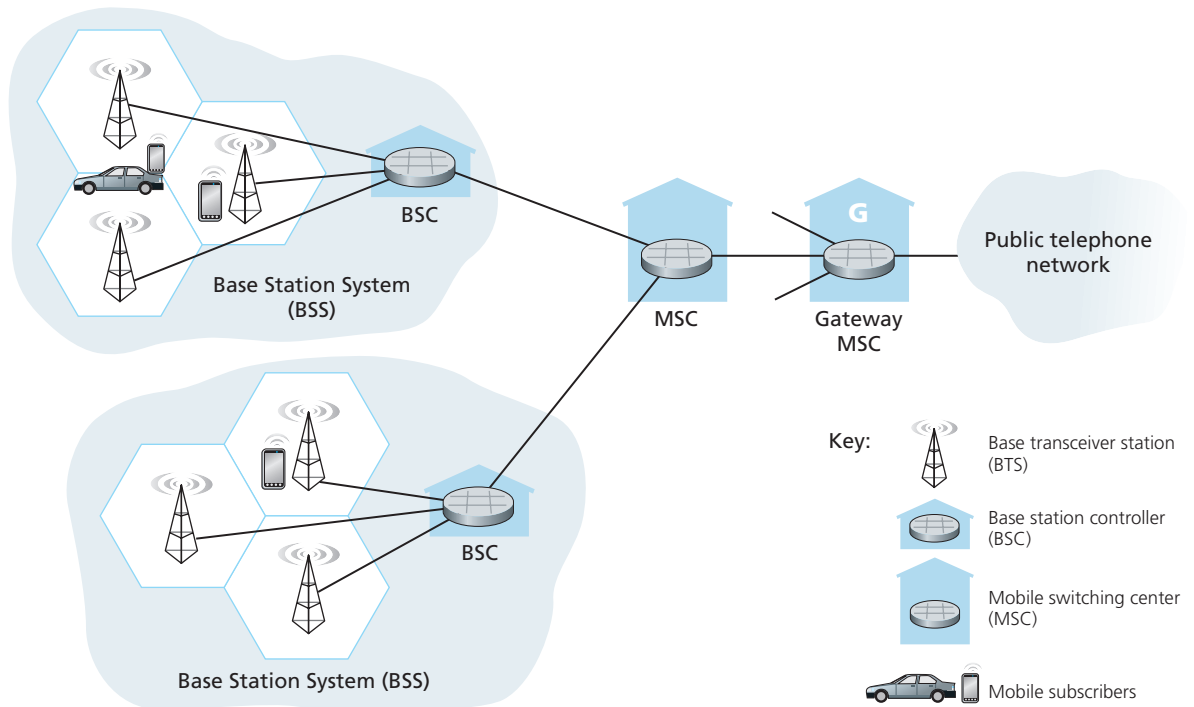 BSC
Base Station System
(BSS)
MSC
G
Gateway
MSC
Public telephone
network
BSC
Base Station System (BSS)
Key:
Base transceiver station
(BTS)
Base station controller
(BSC)
Mobile switching center
(MSC)
Mobile subscribers